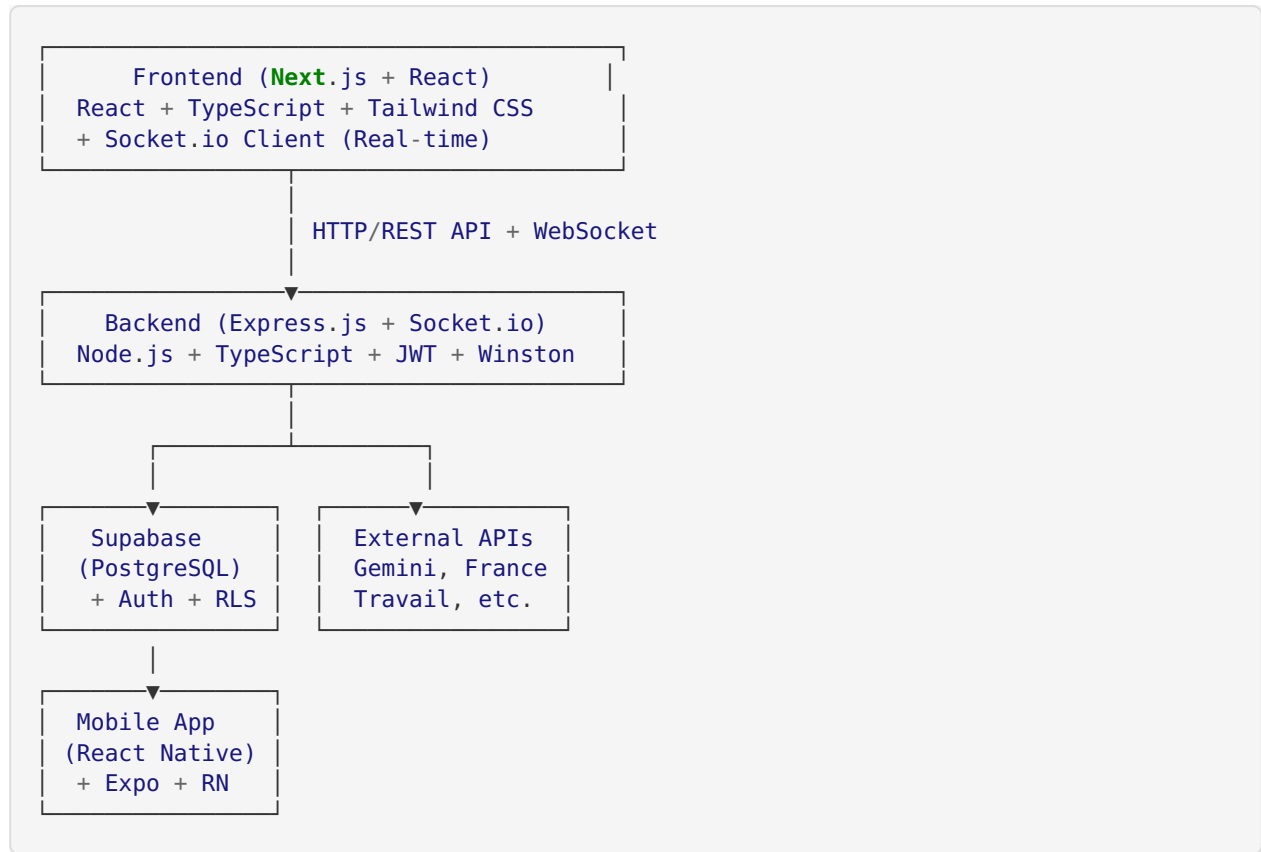 Frontend (Next.js + React)
React + TypeScript + Tailwind CSS
+ Socket.io Client (Real-time)
HTTP/REST API + WebSocket
Backend (Express.js + Socket.io)
Node.js + TypeScript + JWT + Winston
Supabase
(PostgreSQL)
+ Auth + RLS
External APIs
Gemini, France
Travail, etc.
Mobile App
(React Native)
+ Expo + RN